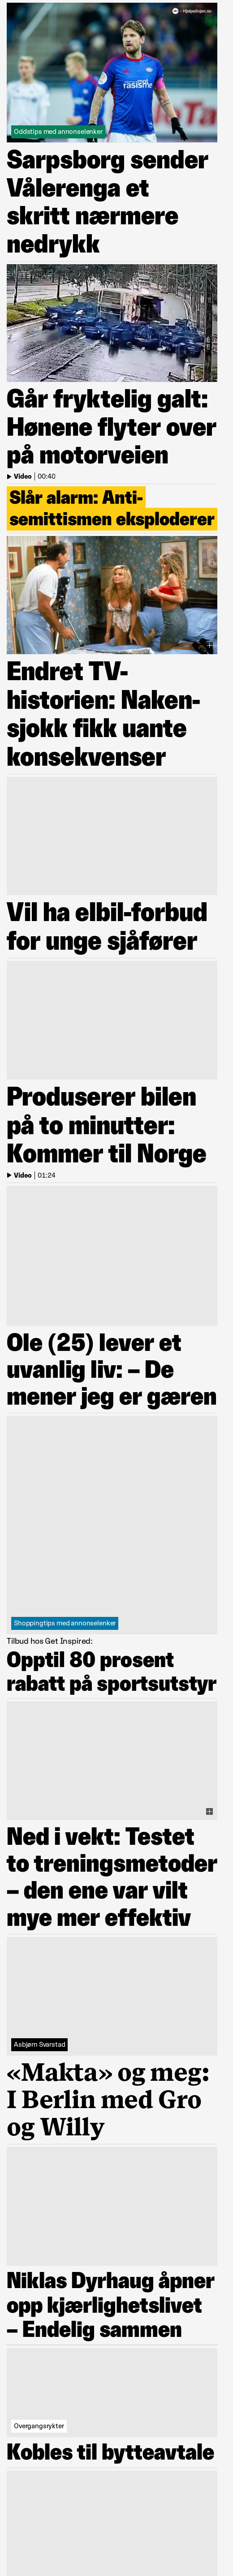 Hjelpelinjen.no
rasisme
Oddstips med annonselenker
Sarpsborg sender
Vålerenga et
skritt nærmere
nedrykk
Går fryktelig galt:
Hønene flyter over
på motorveien
Video | 00:40
Slår alarm: Anti-
semittismen eksploderer
Endret TV-
historien: Naken-
sjokk fikk uante
konsekvenser
Vil ha elbil-forbud
for unge sjåfører
Produserer bilen
på to minutter:
Kommer til Norge
Video | 01:24
Ole (25) lever et
uvanlig liv: – De
mener jeg er gæren
Shoppingtips med annonselenker
Tilbud hos Get Inspired:
Opptil 80 prosent
rabatt på sportsutstyr
Ned i vekt: Testet
to treningsmetoder
– den ene var vilt
mye mer effektiv
Asbjørn Svarstad
«Makta» og meg:
I Berlin med Gro
og Willy
Niklas Dyrhaug åpner
opp kjærlighetslivet
– Endelig sammen
Overgangsrykter
Kobles til bytteavtale